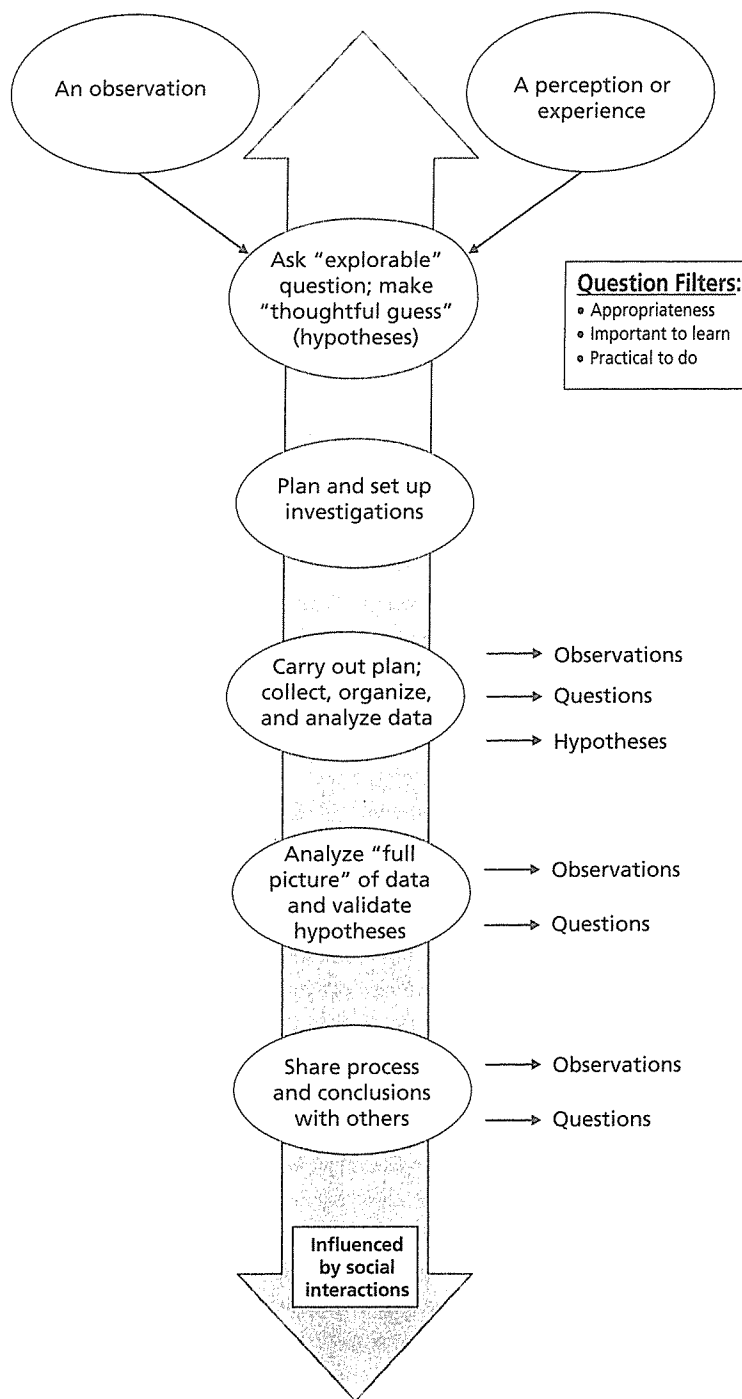 An observation
A perception or
experience
Ask “explorable”
question; make
“thoughtful guess”
(hypotheses)
Question Filters:
• Appropriateness
• Important to learn
• Practical to do
Plan and set up
investigations
Carry out plan;
collect, organize,
and analyze data
Observations
Questions
Hypotheses
Analyze “full
picture” of data
and validate
hypotheses
Observations
Questions
Share process
and conclusions
with others
Observations
Questions
Influenced
by social
interactions